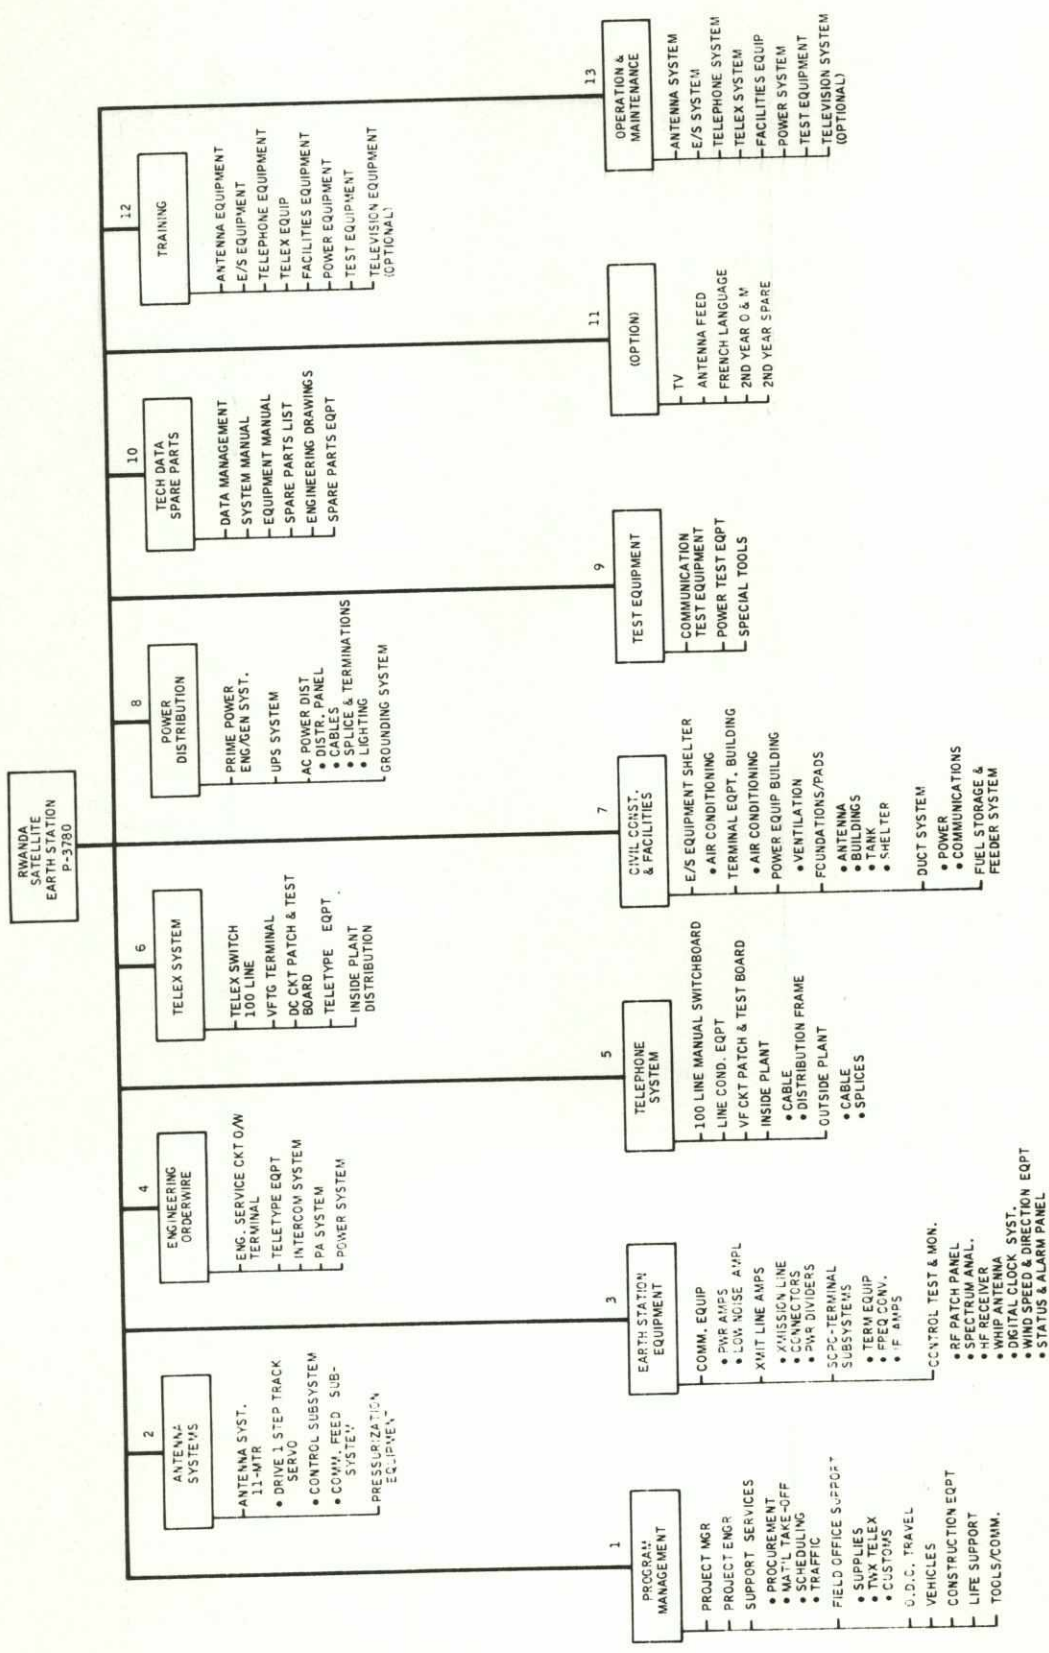 RWANDA
SATELLITE
EARTH STATION
P-3780
1
PROGRAM
MANAGEMENT
PROJECT MGR
PROJECT ENGR
SUPPORT SERVICES
• PROCUREMENT
• MAT'L TAKE-OFF
• SCHEDULING
• TRAFFIC
FIELD OFFICE SUPPORT
• SUPPLIES
• TWX TELEX
• CUSTOMS
O.D.C. TRAVEL
VEHICLES
CONSTRUCTION EQPT
LIFE SUPPORT
TOOLS/COMM.
2
ANTENNA
SYSTEMS
ANTENNA SYST.
11-MTR
• DRIVE 1 STEP TRACK
SERVO
• CONTROL SUBSYSTEM
• COMM. FEED SUB-
SYSTEM
PRESSURIZATION
EQUIPMENT
3
EARTH STATION
EQUIPMENT
COMM. EQUIP
• PWR AMPS
• LOW NOISE AMPL
XMIT LINE AMPS
• XMISSION LINE
• CONNECTORS
• PWR DIVIDERS
SCPC-TERMINAL
SUBSYSTEMS
• TERM EQUIP
• FREQ CONV.
• IF AMPS
CONTROL TEST & MON.
• RF PATCH PANEL
• SPECTRUM ANAL.
• HF RECEIVER
• WHIP ANTENNA
• DIGITAL CLOCK SYST.
• WIND SPEED & DIRECTION EQPT
• STATUS & ALARM PANEL
4
ENGINEERING
ORDERWIRE
ENG. SERVICE CKT O/W
TERMINAL
TELETYPE EQPT
INTERCOM SYSTEM
PA SYSTEM
POWER SYSTEM
5
TELEPHONE
SYSTEM
100 LINE MANUAL SWITCHBOARD
LINE COND. EQPT
VF CKT PATCH & TEST BOARD
INSIDE PLANT
• CABLE
• DISTRIBUTION FRAME
OUTSIDE PLANT
• CABLE
• SPLICES
6
TELEX SYSTEM
TELEX SWITCH
100 LINE
VFTG TERMINAL
DC CKT PATCH & TEST
BOARD
TELETYPE EQPT
INSIDE PLANT
DISTRIBUTION
7
CIVIL CONST.
& FACILITIES
E/S EQUIPMENT SHELTER
• AIR CONDITIONING
TERMINAL EQPT. BUILDING
• AIR CONDITIONING
POWER EQUIP BUILDING
• VENTILATION
FOUNDATIONS/PADS
• ANTENNA
• BUILDINGS
• TANK
• SHELTER
DUCT SYSTEM
• POWER
• COMMUNICATIONS
FUEL STORAGE &
FEEDER SYSTEM
8
POWER
DISTRIBUTION
PRIME POWER
ENG/GEN SYST.
UPS SYSTEM
AC POWER DIST
• DISTR. PANEL
• CABLES
• SPLICE & TERMINATIONS
• LIGHTING
GROUNDING SYSTEM
9
TEST EQUIPMENT
COMMUNICATION
TEST EQUIPMENT
POWER TEST EQPT
SPECIAL TOOLS
10
TECH DATA
SPARE PARTS
DATA MANAGEMENT
SYSTEM MANUAL
EQUIPMENT MANUAL
SPARE PARTS LIST
ENGINEERING DRAWINGS
SPARE PARTS EQPT
11
(OPTION)
TV
ANTENNA FEED
FRENCH LANGUAGE
2ND YEAR O & M
2ND YEAR SPARE
12
TRAINING
ANTENNA EQUIPMENT
E/S EQUIPMENT
TELEPHONE EQUIPMENT
TELEX EQUIP
FACILITIES EQUIPMENT
POWER EQUIPMENT
TEST EQUIPMENT
TELEVISION EQUIPMENT
(OPTIONAL)
13
OPERATION &
MAINTENANCE
ANTENNA SYSTEM
E/S SYSTEM
TELEPHONE SYSTEM
TELEX SYSTEM
FACILITIES EQUIP
POWER SYSTEM
TEST EQUIPMENT
TELEVISION SYSTEM
(OPTIONAL)